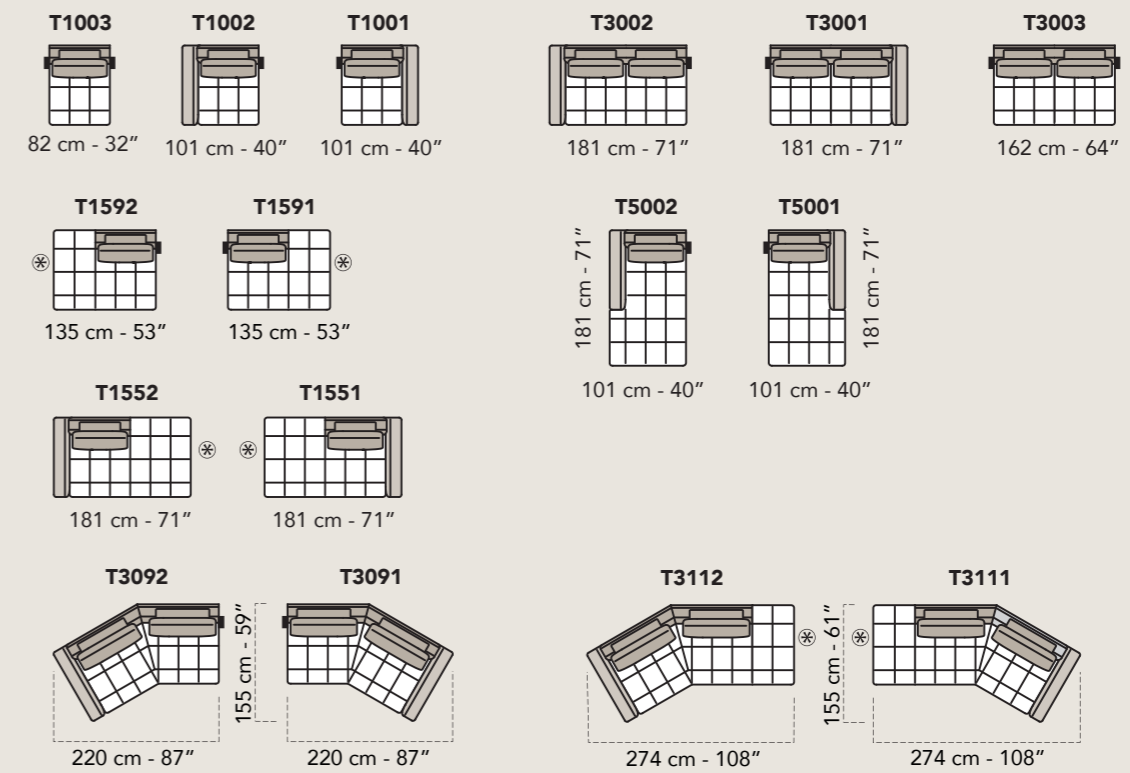 T1003 T1002 T1001 T3002 T3001 T3003
82 cm - 32” 101 cm - 40” 101 cm - 40” 181 cm - 71” 181 cm - 71” 162 cm - 64”
T1592 T1591 T5002 T5001
181 cm - 71” 181 cm - 71”
135 cm - 53” 135 cm - 53”
101 cm - 40” 101 cm - 40”
T1552 T1551
181 cm - 71” 181 cm - 71”
T3092 T3091 T3112 T3111
155 cm - 59” 155 cm - 61”
220 cm - 87” 220 cm - 87” 274 cm - 108” 274 cm - 108”